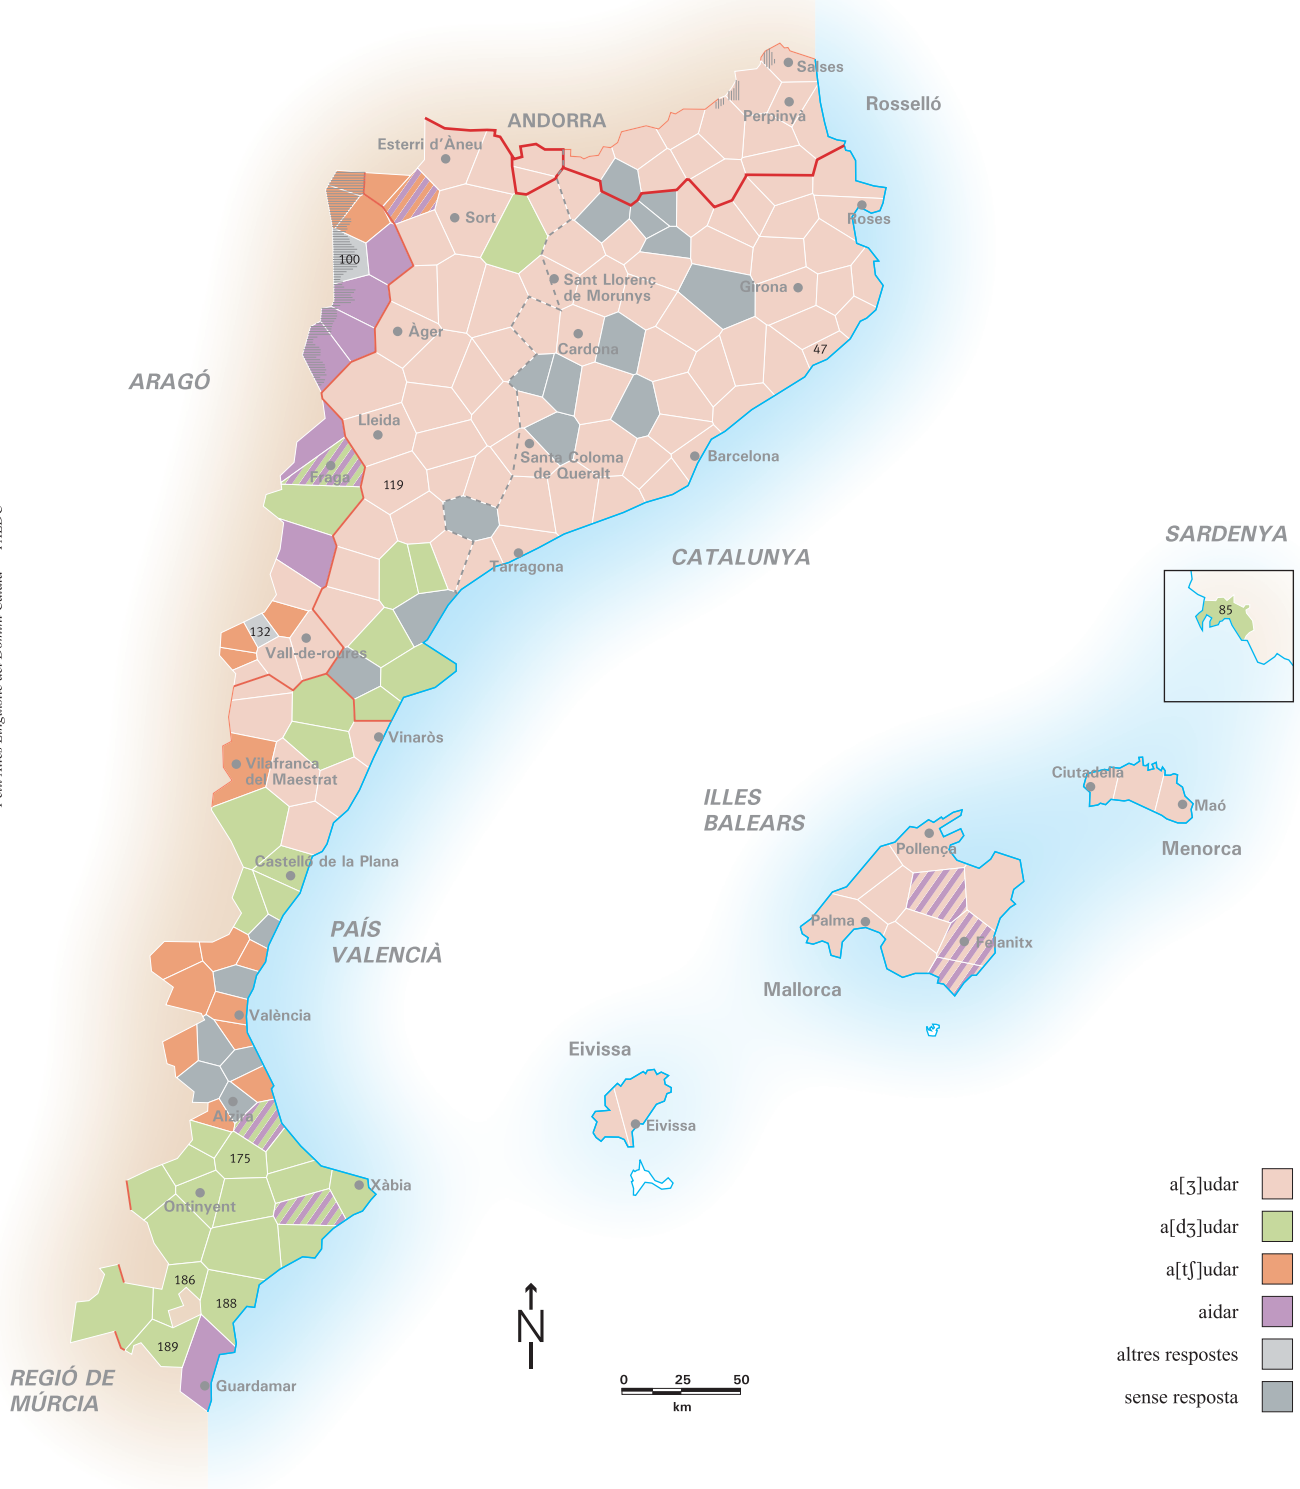 Salses
Rosselló
Perpinyà
ANDORRA
Esterri d'Àneu
Sort
Roses
100
Sant Llorenç
de Morunys
Girona
Àger
Cardona
47
ARAGÓ
Lleida
Santa Coloma
de Queralt
Barcelona
Fraga
119
CATALUNYA
Tarragona
SARDENYA
85
132
Vall-de-roures
Vinaròs
Vilafranca
del Maestrat
ILLES
BALEARS
Ciutadella
Maó
Menorca
Pollença
Castelló de la Plana
PAÍS
VALENCIÀ
Palma
Felanitx
Mallorca
València
Eivissa
Eivissa
Alzira
175
Xàbia
Ontinyent
186
188
189
REGIÓ DE
MÚRCIA
Guardamar
N
0 25 50
km
a[ʒ]udar
a[dʒ]udar
a[tʃ]udar
aidar
altres respostes
sense resposta